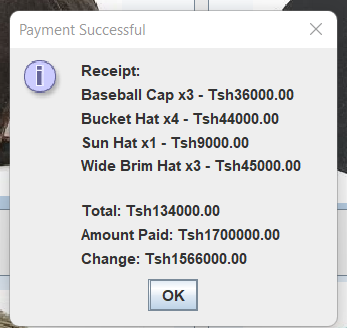 Payment Successful
Receipt:
Baseball Cap x3 - Tsh36000.00
Bucket Hat x4 - Tsh44000.00
Sun Hat x1 - Tsh9000.00
Wide Brim Hat x3 - Tsh45000.00
Total: Tsh134000.00
Amount Paid: Tsh1700000.00
Change: Tsh1566000.00
OK